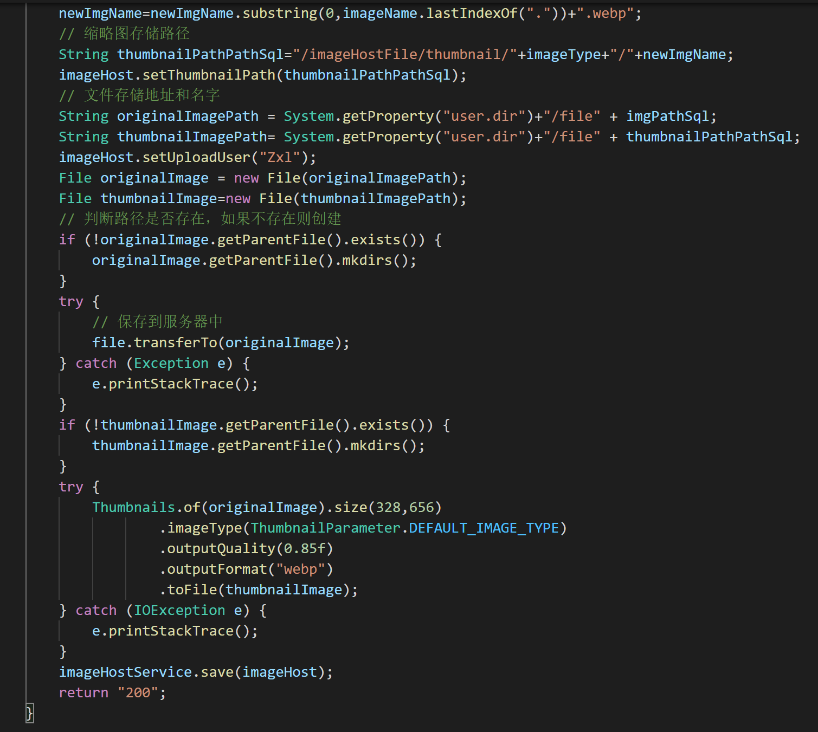 newImgName=newImgName.substring(0,imageName.lastIndexOf("."))+".webp";
// 缩略图存储路径
String thumbnailPathPathSql="/imageHostFile/thumbnail/"+imageType+"/"+newImgName;
imageHost.setThumbnailPath(thumbnailPathPathSql);
// 文件存储地址和名字
String originalImagePath = System.getProperty("user.dir")+"/file" + imgPathSql;
String thumbnailImagePath= System.getProperty("user.dir")+"/file" + thumbnailPathPathSql;
imageHost.setUploadUser("Zxl");
File originalImage = new File(originalImagePath);
File thumbnailImage=new File(thumbnailImagePath);
// 判断路径是否存在，如果不存在则创建
if (!originalImage.getParentFile().exists()) {
originalImage.getParentFile().mkdirs();
}
try {
// 保存到服务器中
file.transferTo(originalImage);
} catch (Exception e) {
e.printStackTrace();
}
if (!thumbnailImage.getParentFile().exists()) {
thumbnailImage.getParentFile().mkdirs();
}
try {
Thumbnails.of(originalImage).size(328,656)
.imageType(ThumbnailParameter.DEFAULT_IMAGE_TYPE)
.outputQuality(0.85f)
.outputFormat("webp")
.toFile(thumbnailImage);
} catch (IOException e) {
e.printStackTrace();
}
imageHostService.save(imageHost);
return "200";
}